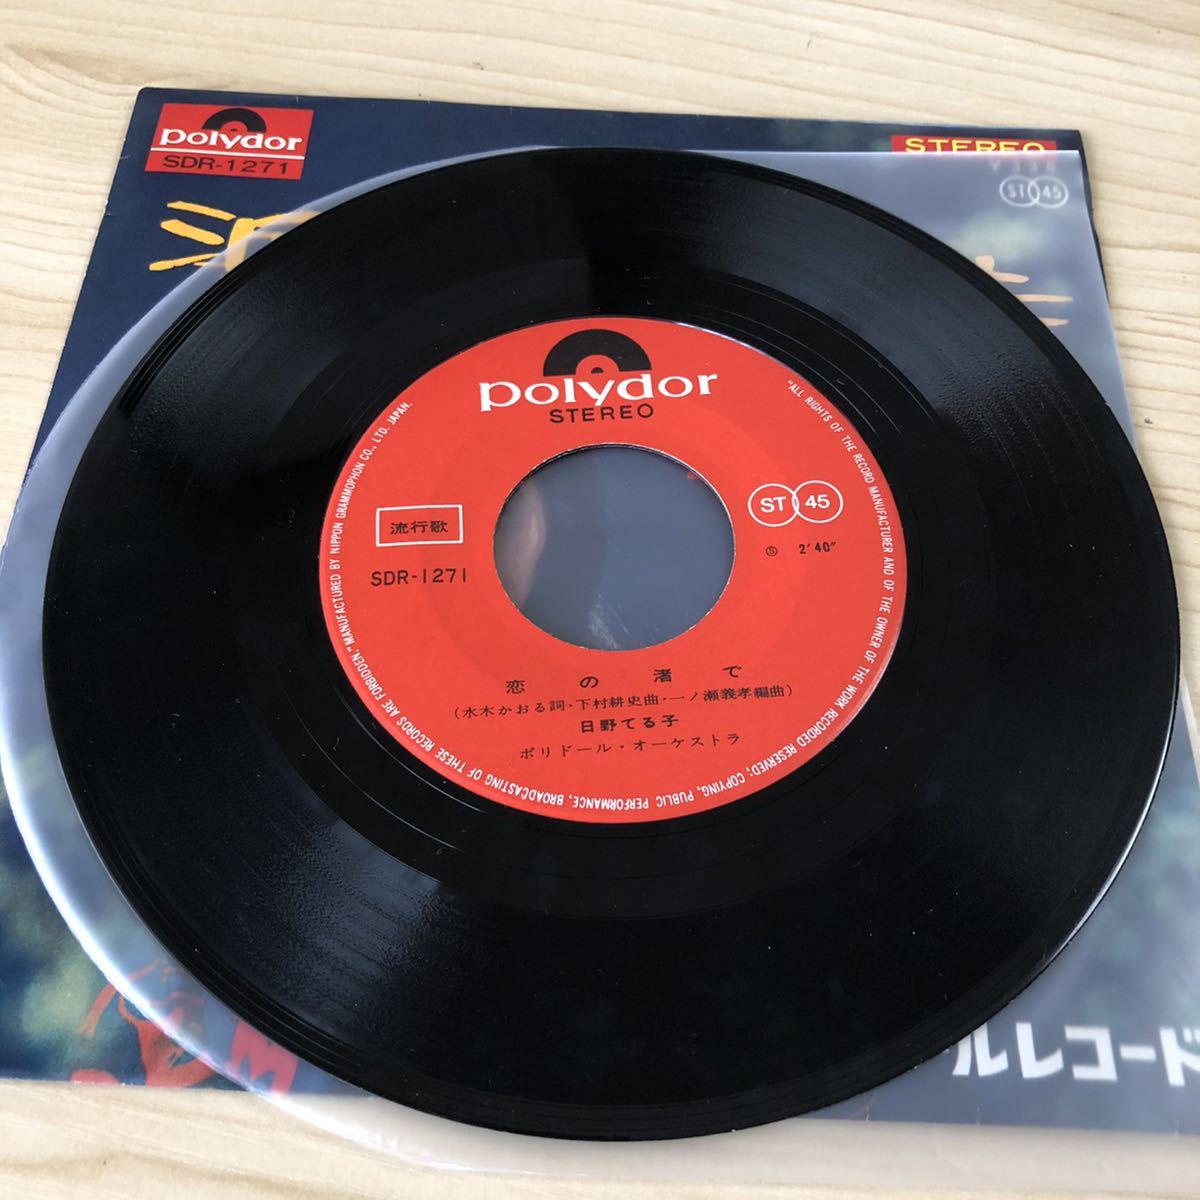 polydor
SDR-1271
STEREO
ST 45
polydor
STEREO
流行歌
SDR-1271
ST 45
Ⓢ 2'40"
恋の渚で
(水木かおる詞・下村耕史曲・一ノ瀬義孝編曲)
日野てる子
ポリドール・オーケストラ
"ALL RIGHTS OF THE RECORD MANUFACTURER AND OF THE OWNER OF THE WORK RECORDED RESERVED; COPYING, PUBLIC PERFORMANCE, BROADCASTING OF THESE RECORDS ARE FORBIDDEN." MANUFACTURED BY NIPPON GRAMMOPHON CO., LTD. JAPAN.
ルレコード